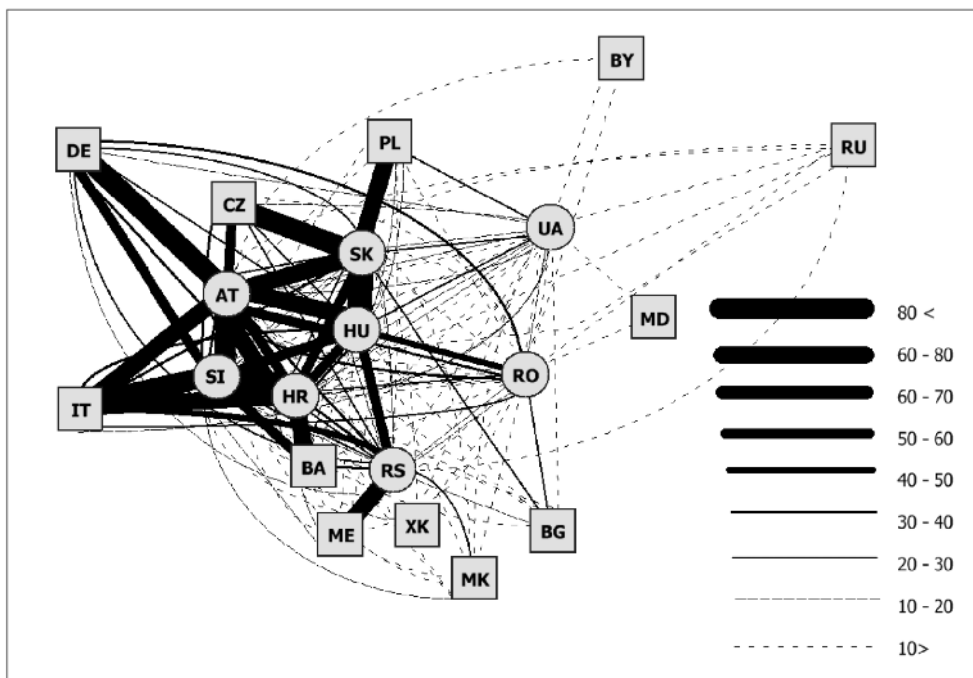 BY
PL
RU
DE
CZ
UA
SK
AT
MD
HU
SI
RO
HR
IT
BA
RS
XK
ME
BG
MK
80 <
60 - 80
60 - 70
50 - 60
40 - 50
30 - 40
20 - 30
10 - 20
10>